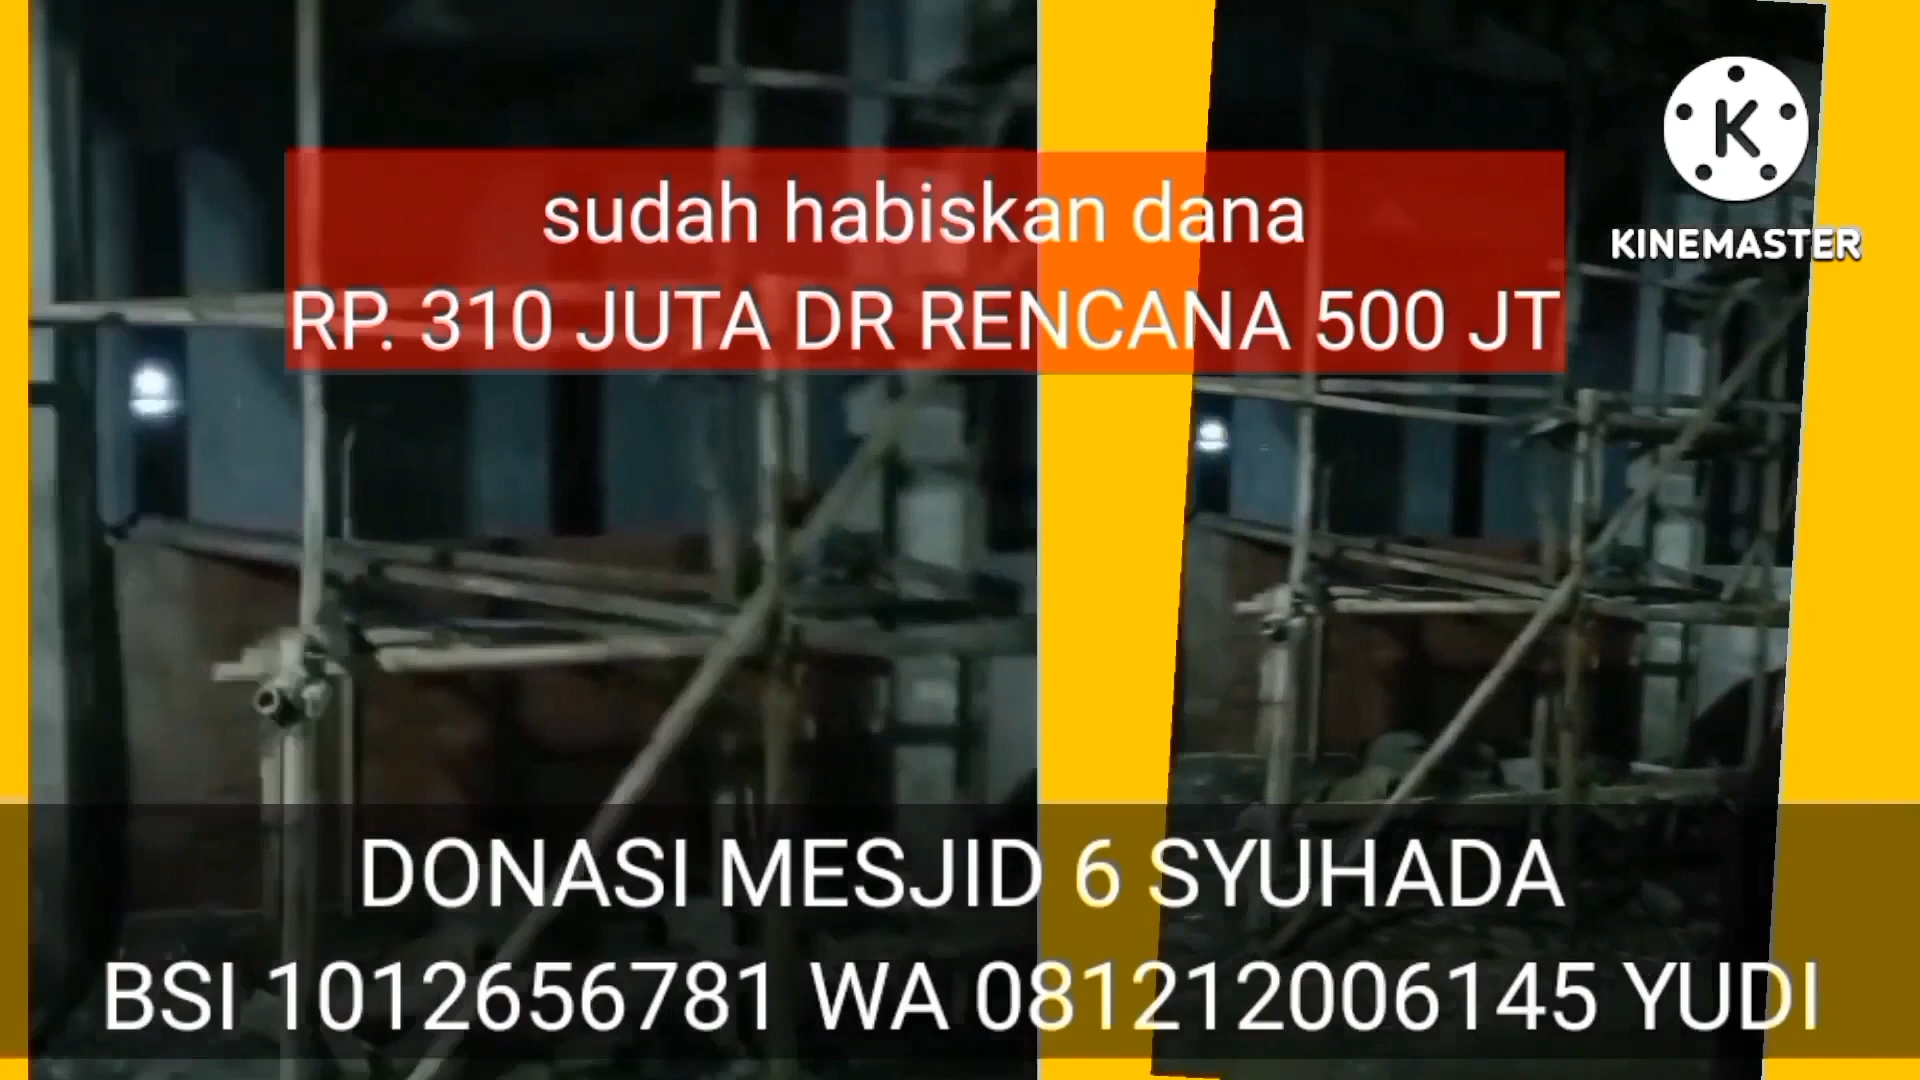 sudah habiskan dana
RP. 310 JUTA DR RENCANA 500 JT
K
KINEMASTER
DONASI MESJID 6 SYUHADA
BSI 1012656781 WA 081212006145 YUDI